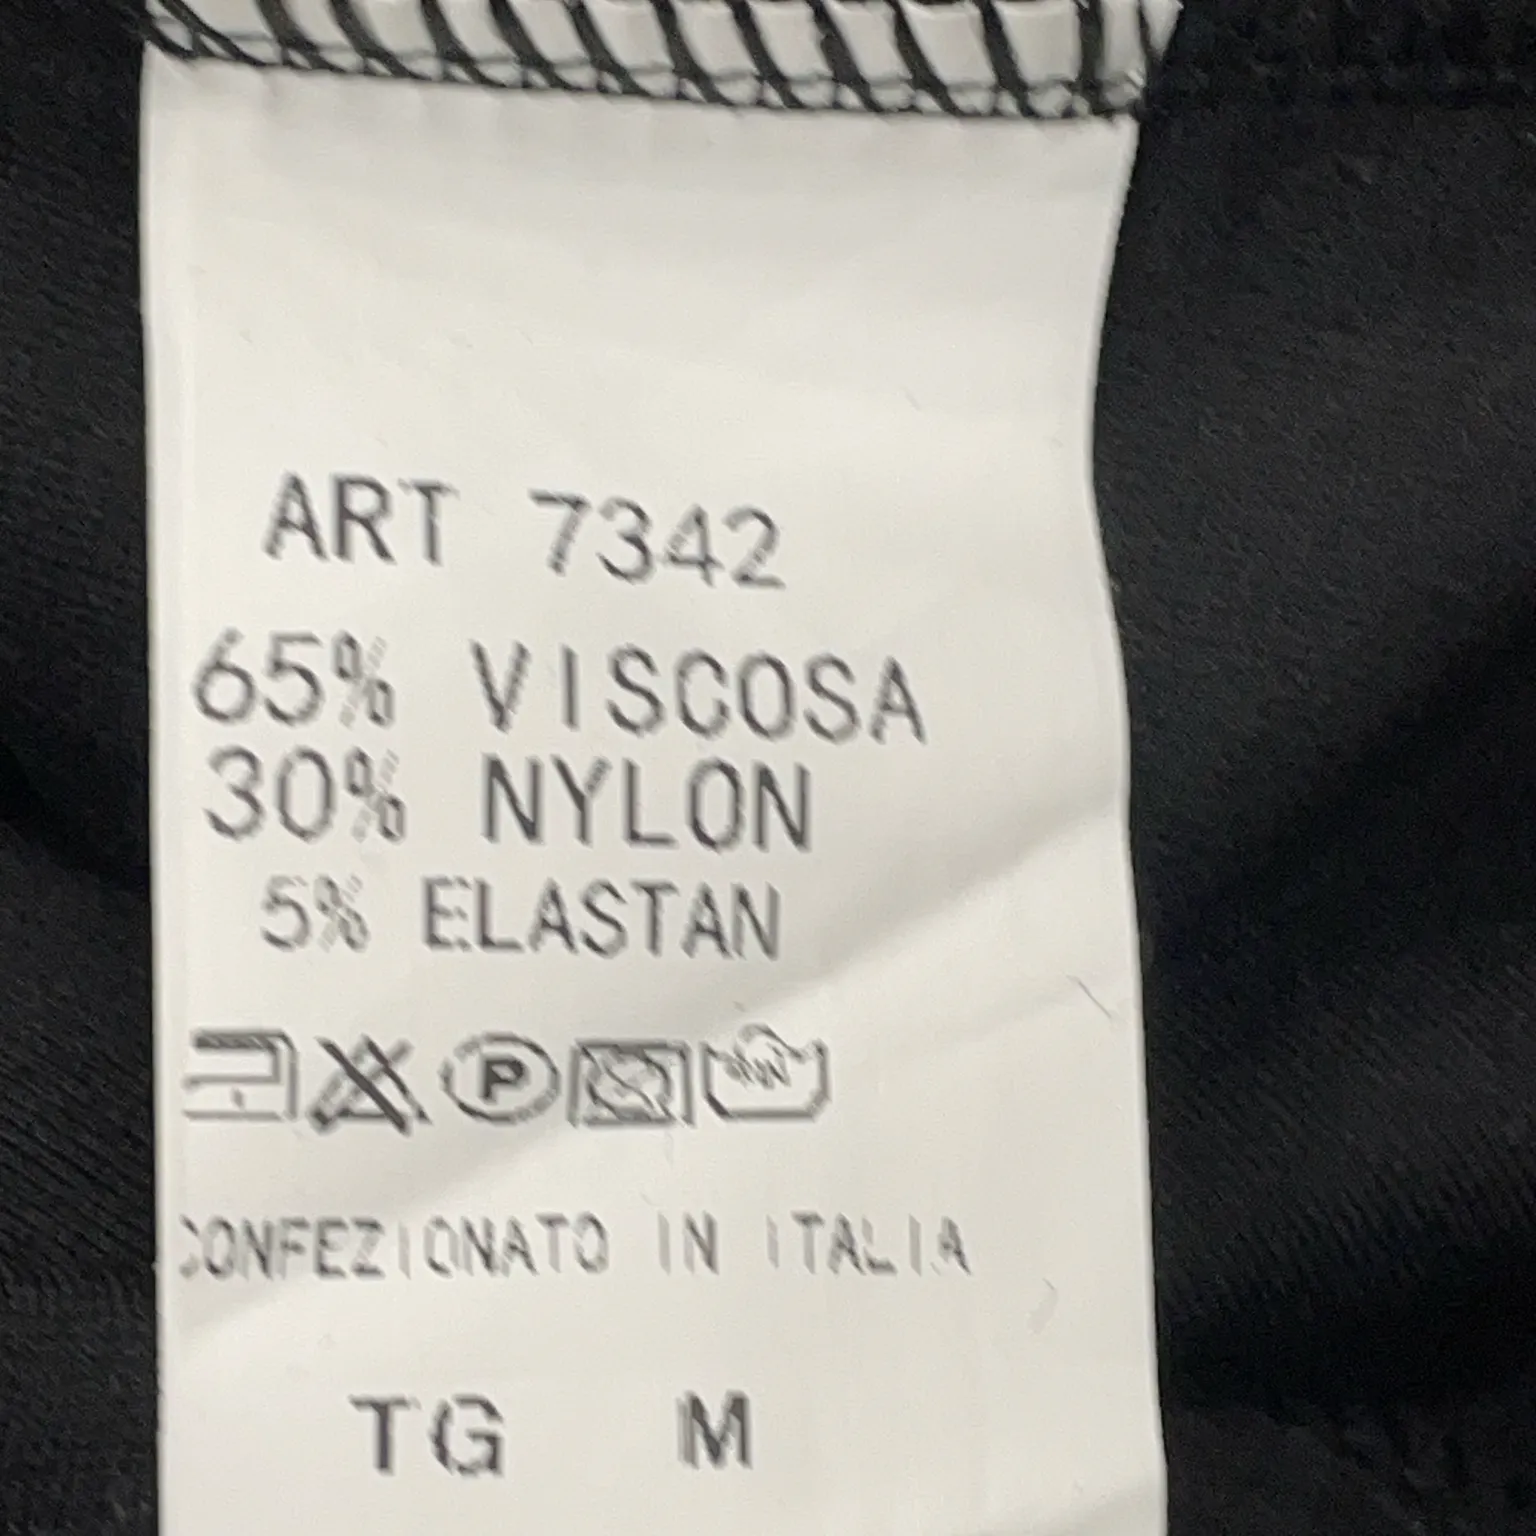 ART 7342
65% VISCOSA
30% NYLON
5% ELASTAN
P
CONFEZIONATO IN ITALIA
TG M